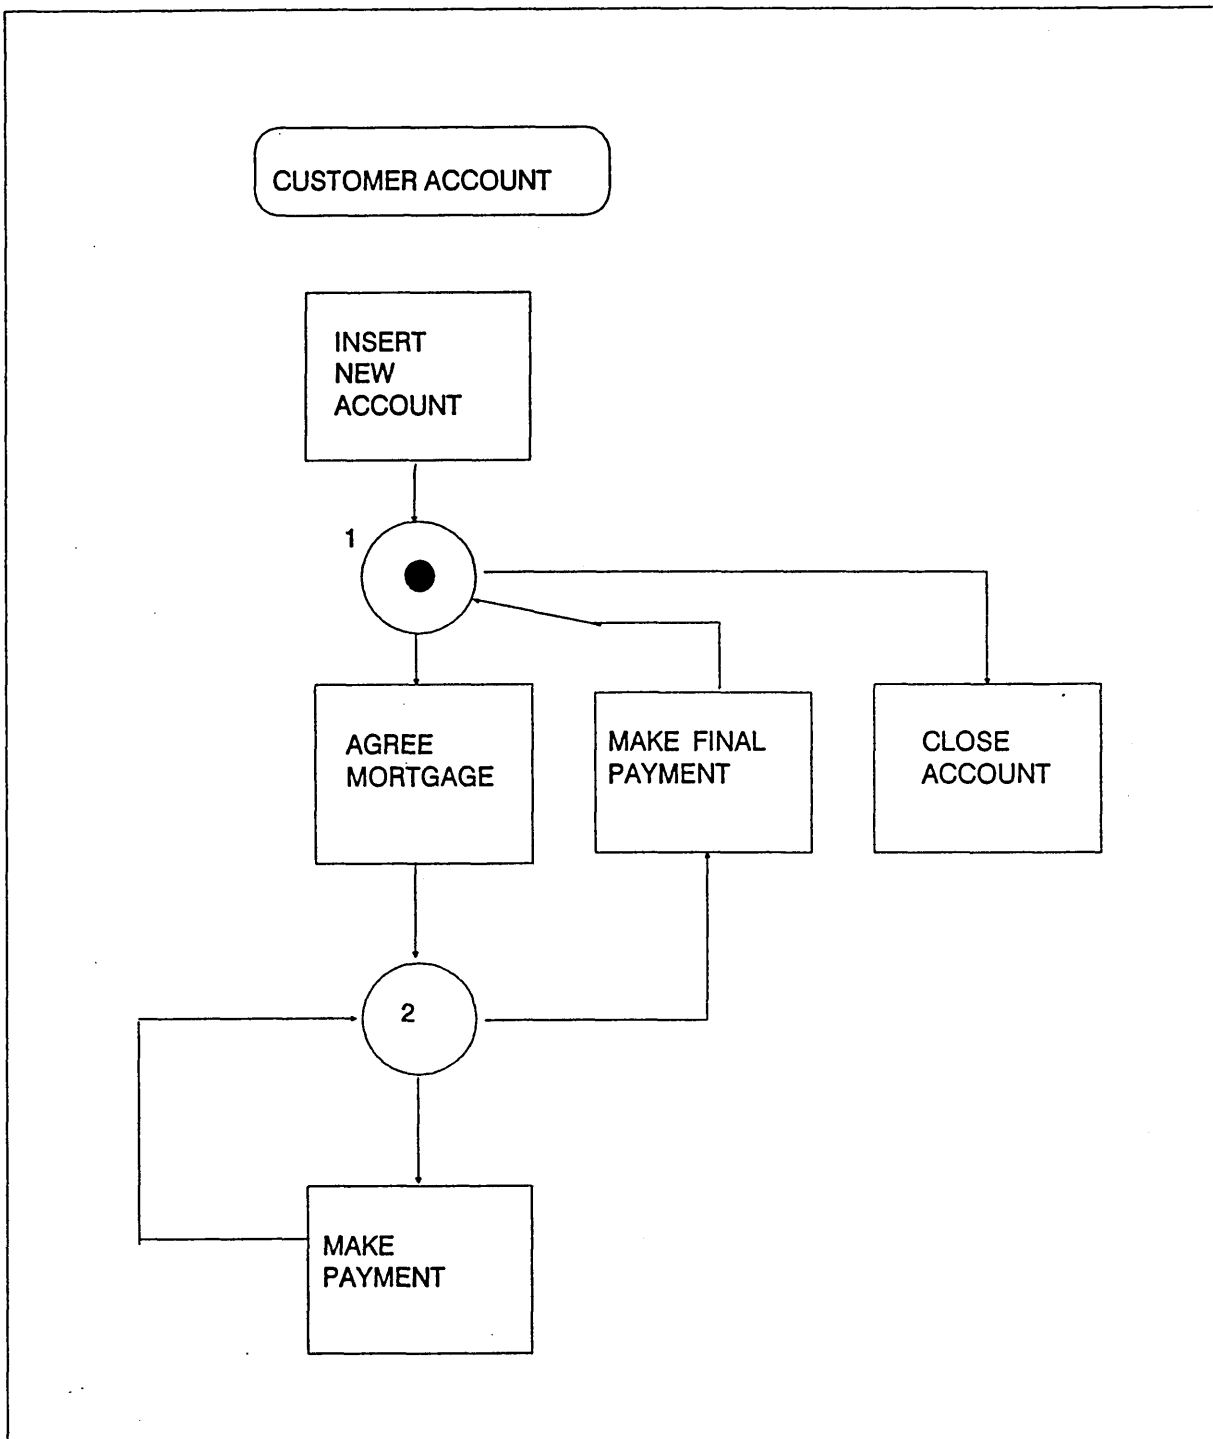 CUSTOMER ACCOUNT
INSERT
NEW
ACCOUNT
1
AGREE
MORTGAGE
MAKE FINAL
PAYMENT
CLOSE
ACCOUNT
2
MAKE
PAYMENT